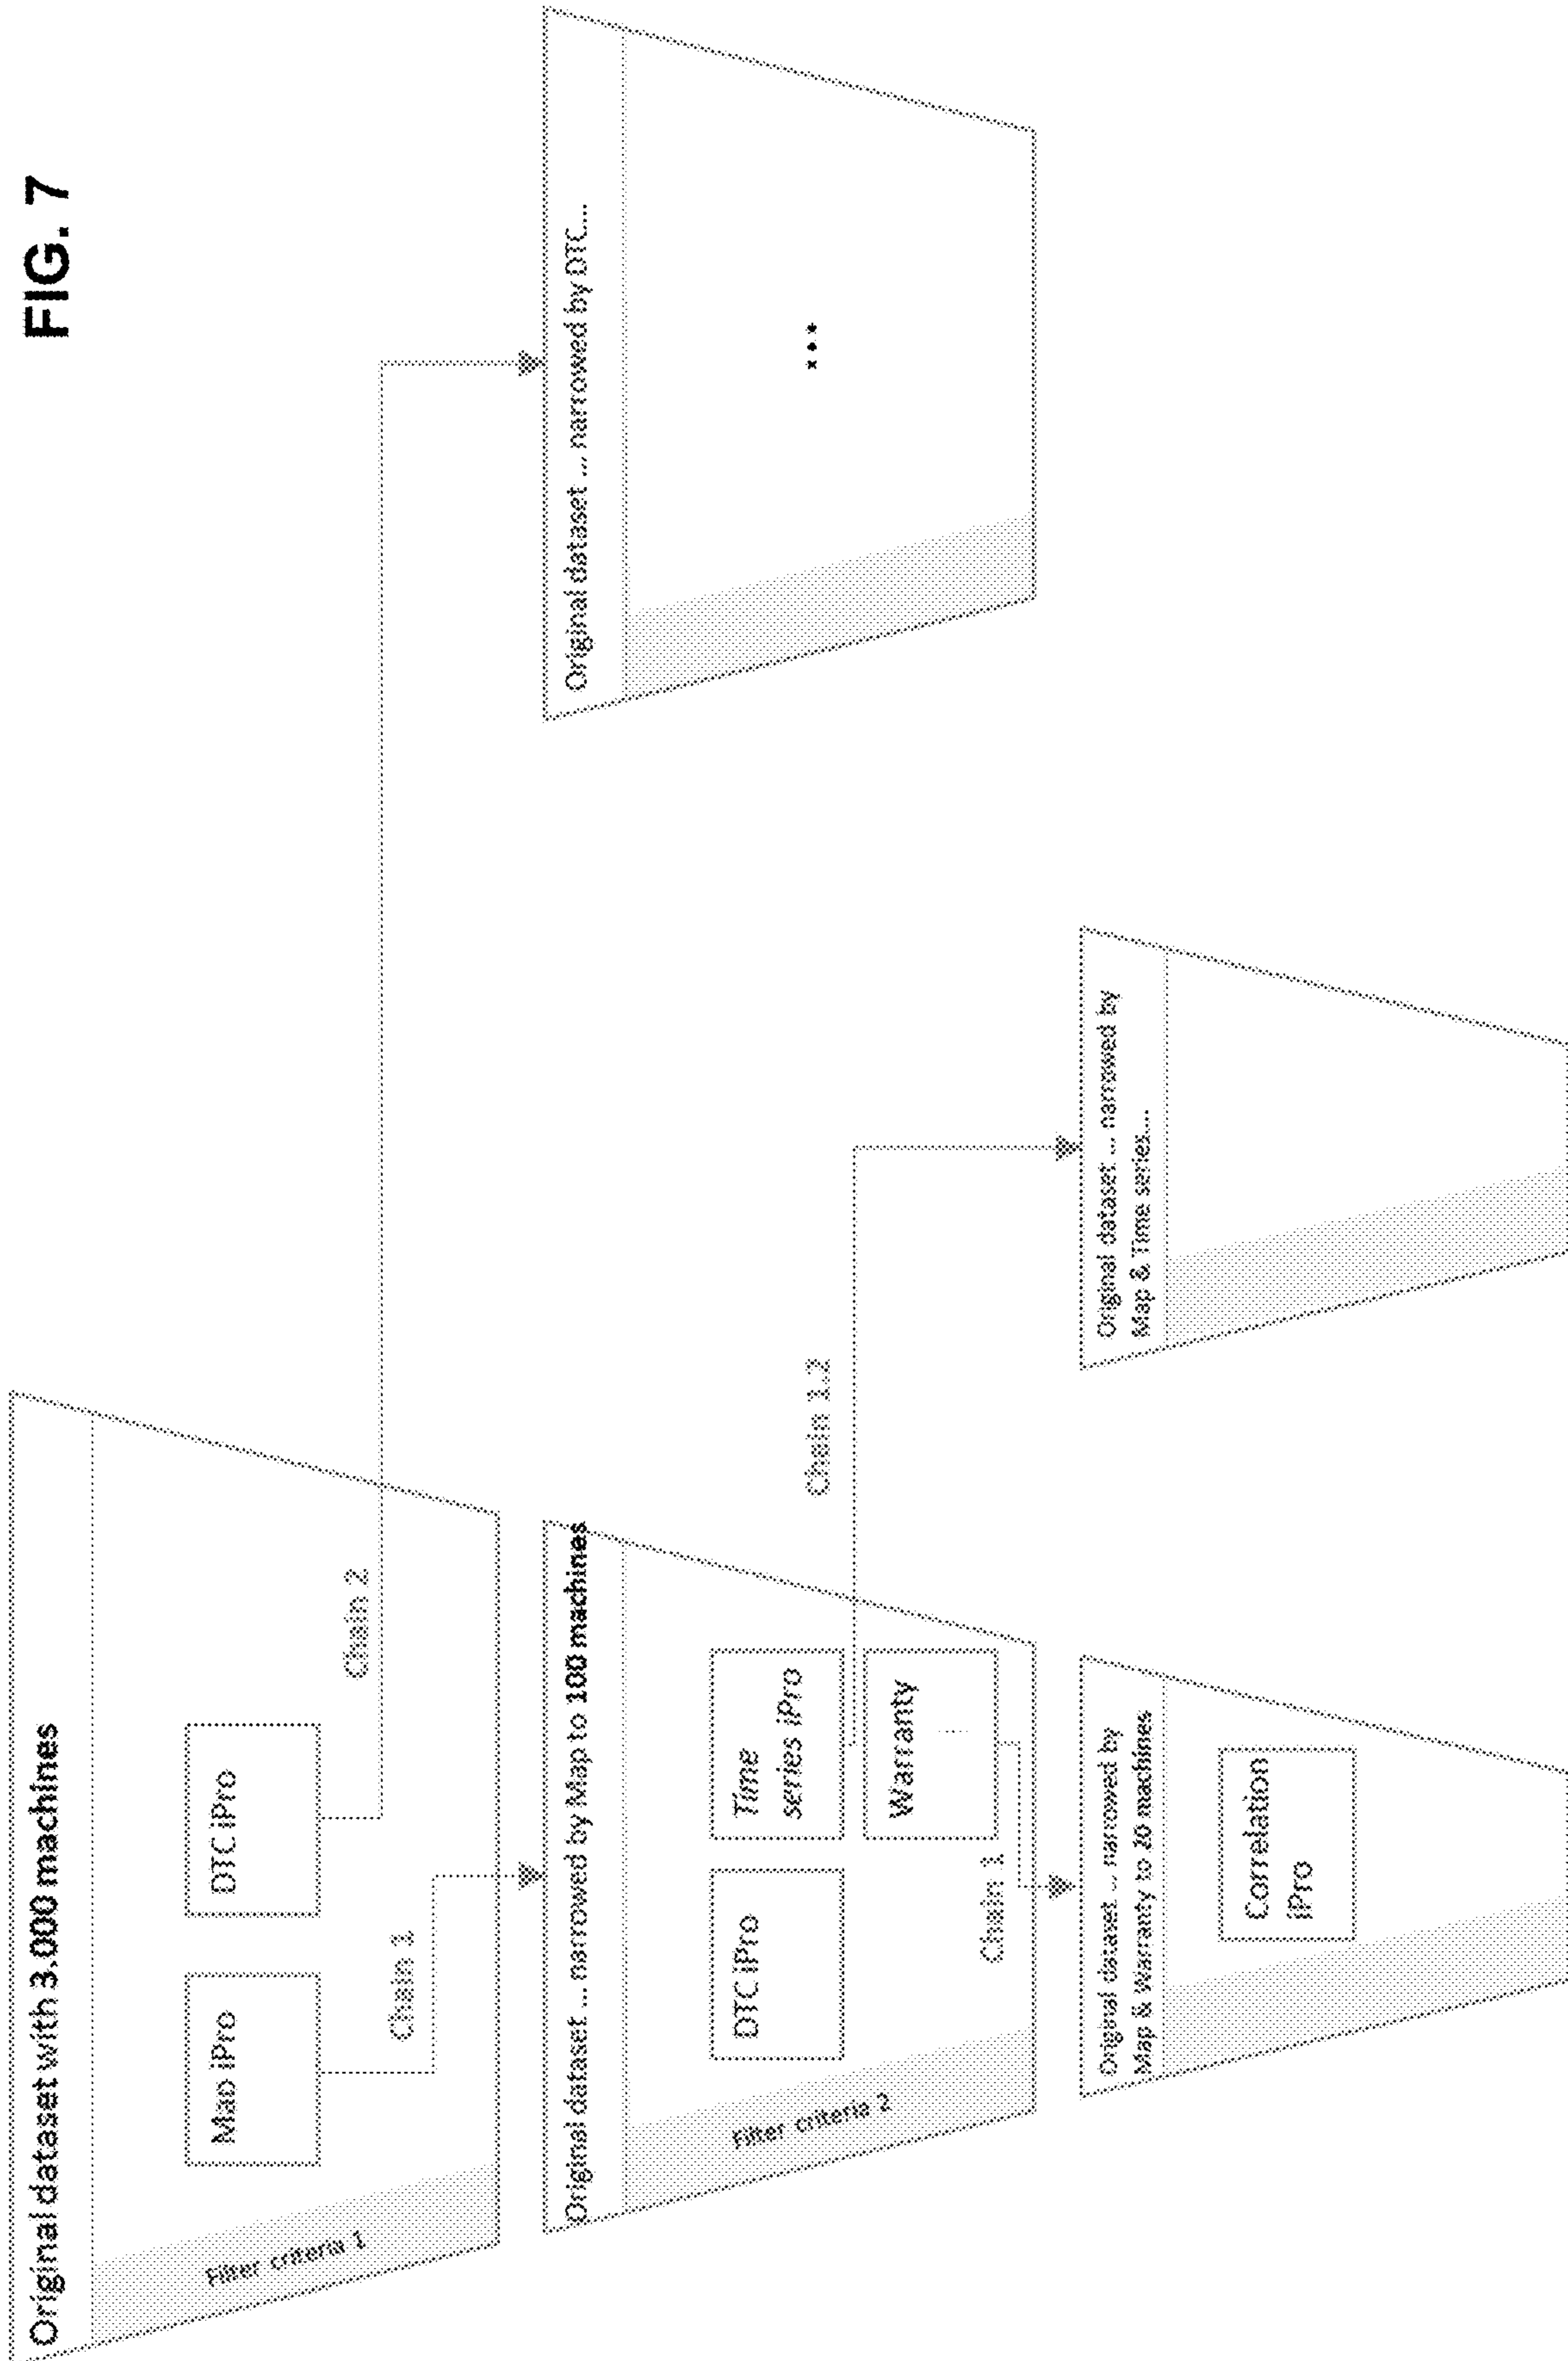 FIG. 7
Original dataset with 3.000 machines
Filter criteria 1
Map iPro
DTC iPro
Chain 1
Chain 2
Original dataset ... narrowed by Map to 100 machines
Filter criteria 2
DTC iPro
Time
series iPro
Warranty
Chain 1
Chain 1.2
Original dataset ... narrowed by DTC...
...
Original dataset ... narrowed by
Map & Warranty to 20 machines
Correlation
iPro
Original dataset ... narrowed by
Map & Time series...